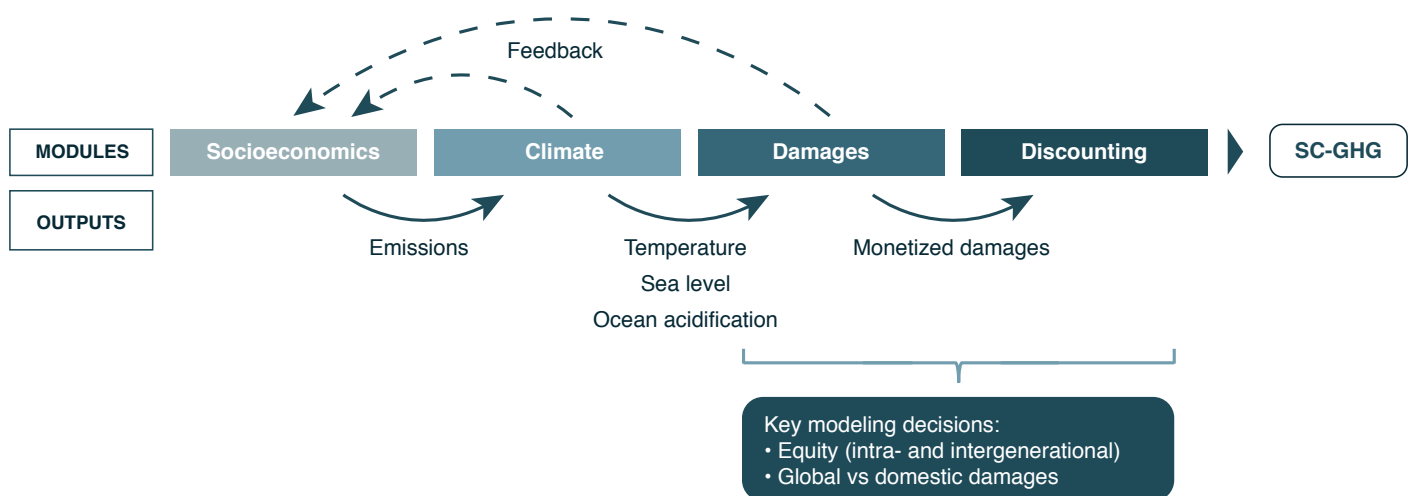 Feedback
MODULES
Socioeconomics
Climate
Damages
Discounting
SC-GHG
OUTPUTS
Emissions
Temperature
Sea level
Ocean acidification
Monetized damages
Key modeling decisions:
• Equity (intra- and intergenerational)
• Global vs domestic damages